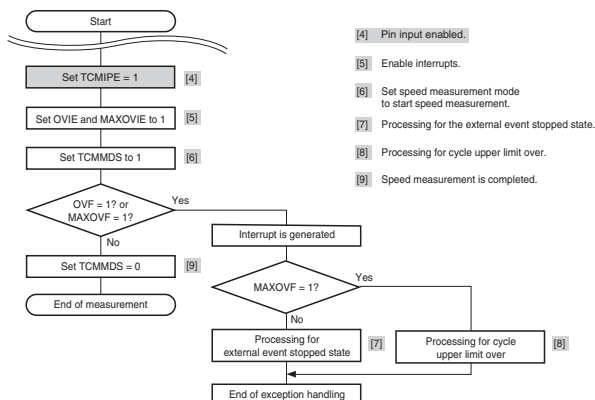 Start
Set TCMIPE = 1 [4]
Set OVIE and MAXOVIE to 1 [5]
Set TCMMDS to 1 [6]
OVF = 1? or
MAXOVF = 1?
Yes
No
Set TCMMDS = 0 [9]
End of measurement
Interrupt is generated
MAXOVF = 1?
Yes
No
Processing for
external event stopped state
[7]
Processing for cycle
upper limit over
[8]
End of exception handling
[4] Pin input enabled.
[5] Enable interrupts.
[6] Set speed measurement mode
to start speed measurement.
[7] Processing for the external event stopped state.
[8] Processing for cycle upper limit over.
[9] Speed measurement is completed.